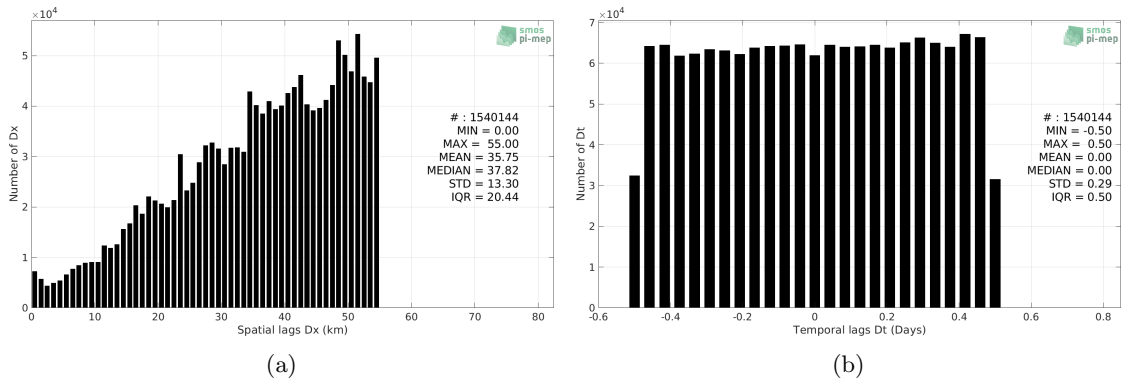 ×10⁴
5
4
3
2
1
0
Number of Dx
0 10 20 30 40 50 60 70 80
Spatial lags Dx (km)
smos
pi-mep
# : 1540144
MIN = 0.00
MAX = 55.00
MEAN = 35.75
MEDIAN = 37.82
STD = 13.30
IQR = 20.44
(a)
×10⁴
7
6
5
4
3
2
1
0
Number of Dt
-0.6 -0.4 -0.2 0 0.2 0.4 0.6 0.8
Temporal lags Dt (Days)
smos
pi-mep
# : 1540144
MIN = -0.50
MAX = 0.50
MEAN = 0.00
MEDIAN = 0.00
STD = 0.29
IQR = 0.50
(b)